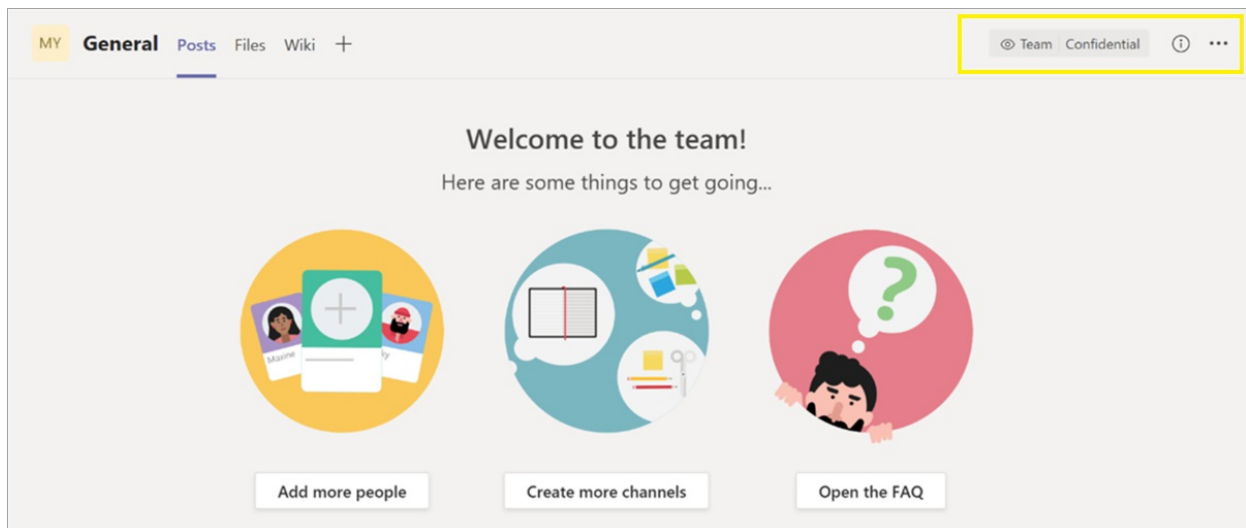 MY General Posts Files Wiki +
Team Confidential
Welcome to the team!
Here are some things to get going...
Maxine
Add more people
Create more channels
Open the FAQ